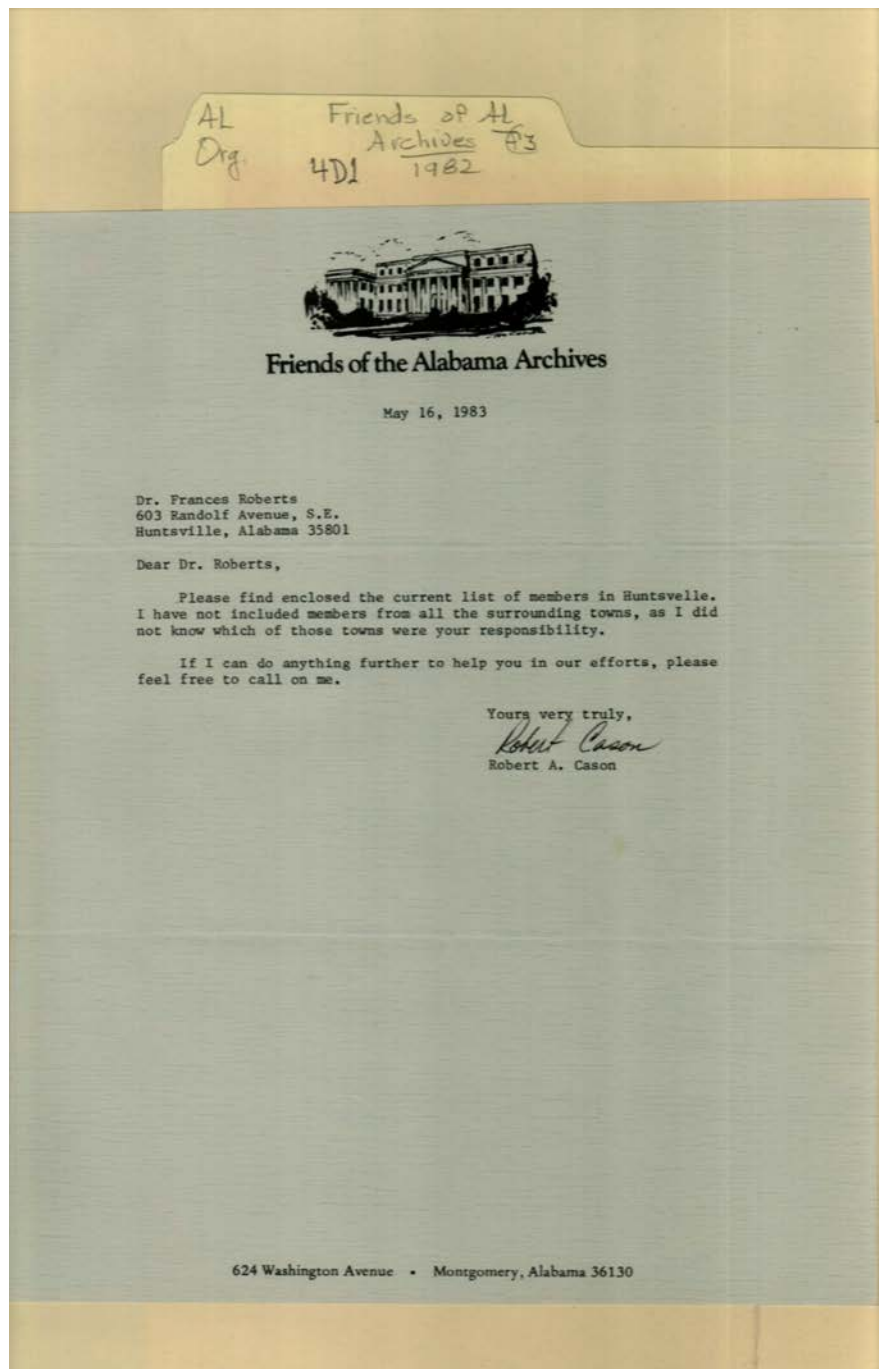 AL Friends of AL
Org. Archives #3
4D1 1982
Friends of the Alabama Archives
May 16, 1983
Dr. Frances Roberts
603 Randolf Avenue, S.E.
Huntsville, Alabama 35801
Dear Dr. Roberts,
Please find enclosed the current list of members in Huntsvelle.
I have not included members from all the surrounding towns, as I did
not know which of those towns were your responsibility.
If I can do anything further to help you in our efforts, please
feel free to call on me.
Yours very truly,
Robert Cason
Robert A. Cason
624 Washington Avenue • Montgomery, Alabama 36130